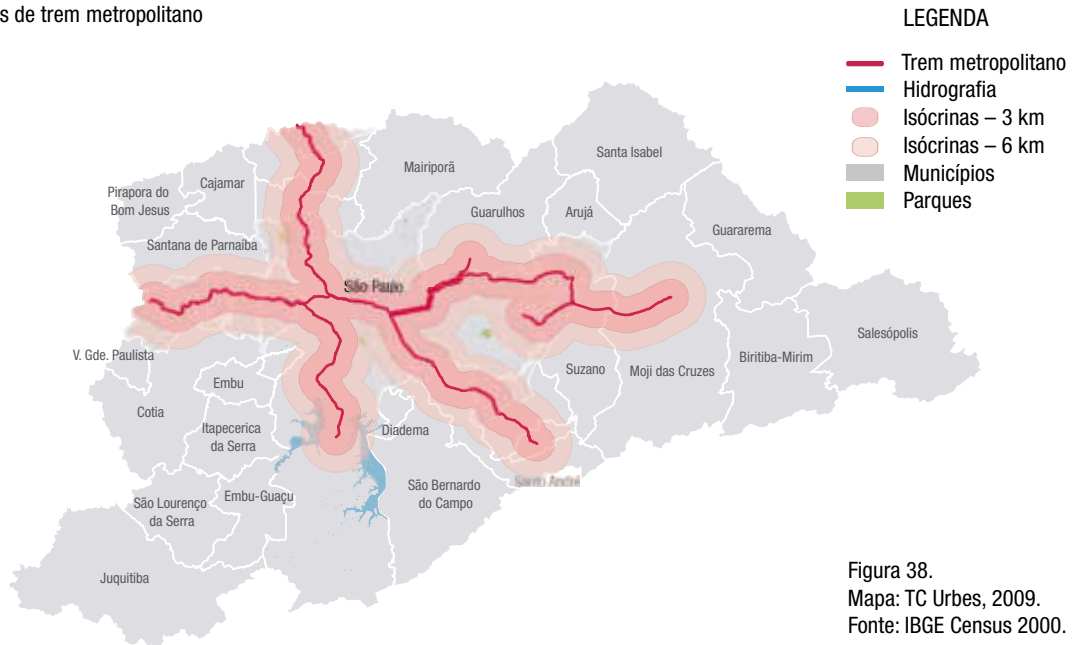 s de trem metropolitano
LEGENDA
Trem metropolitano
Hidrografia
Isócrinas – 3 km
Isócrinas – 6 km
Municípios
Parques
Santa Isabel
Mairiporã
Cajamar
Pirapora do
Bom Jesus
Guarulhos
Arujá
Guararema
Santana de Parnaíba
São Paulo
Salesópolis
V. Gde. Paulista
Biritiba-Mirim
Suzano
Moji das Cruzes
Embu
Cotia
Itapecerica
da Serra
Diadema
Santo André
São Bernardo
do Campo
Embu-Guaçu
São Lourenço
da Serra
Juquitiba
Figura 38.
Mapa: TC Urbes, 2009.
Fonte: IBGE Census 2000.